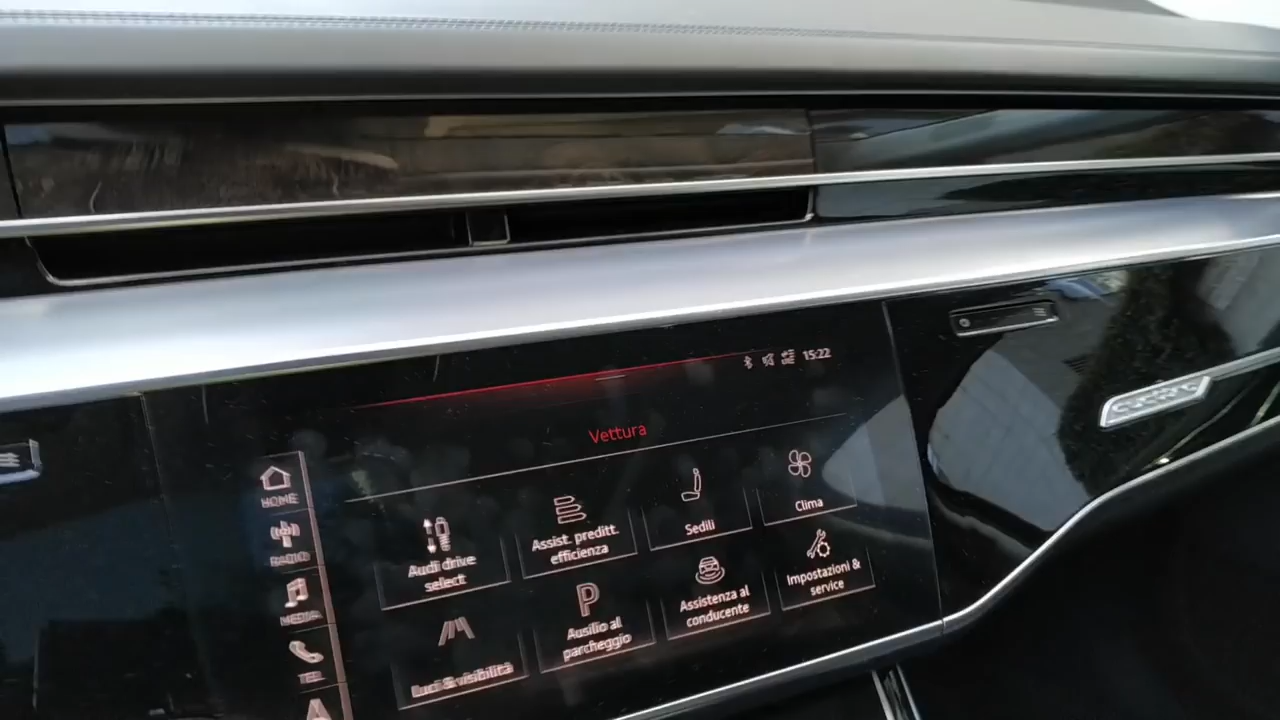 15:22
Vettura
HOME
RADIO
MEDIA
TEL
Audi drive
select
Assist. preditt.
efficienza
Sedili
Clima
Luci & visibilità
Ausilio al
parcheggio
Assistenza al
conducente
Impostazioni &
service
quattro